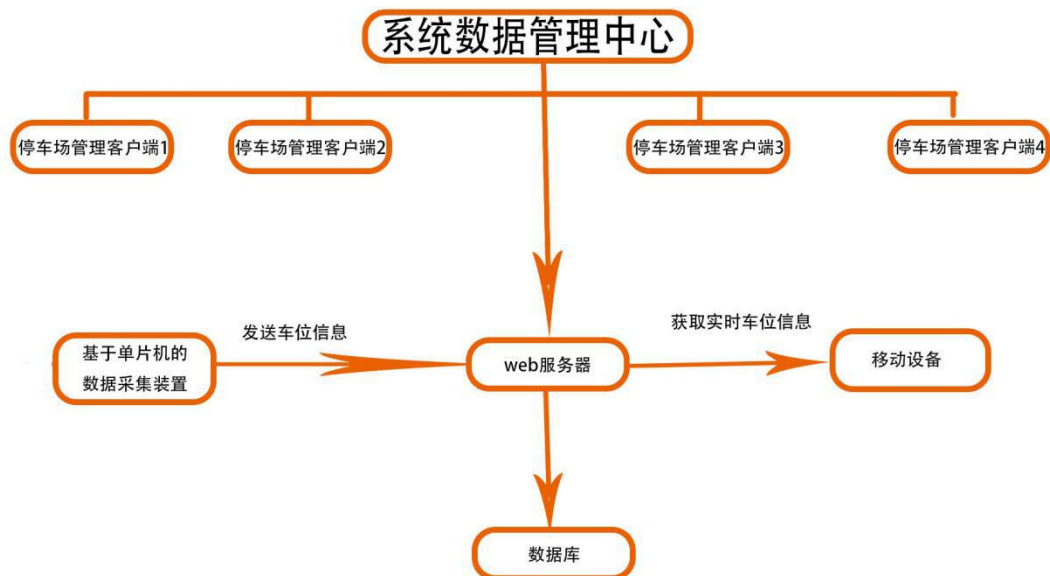 系统数据管理中心
停车场管理客户端1
停车场管理客户端2
停车场管理客户端3
停车场管理客户端4
发送车位信息
获取实时车位信息
基于单片机的
数据采集装置
web服务器
移动设备
数据库